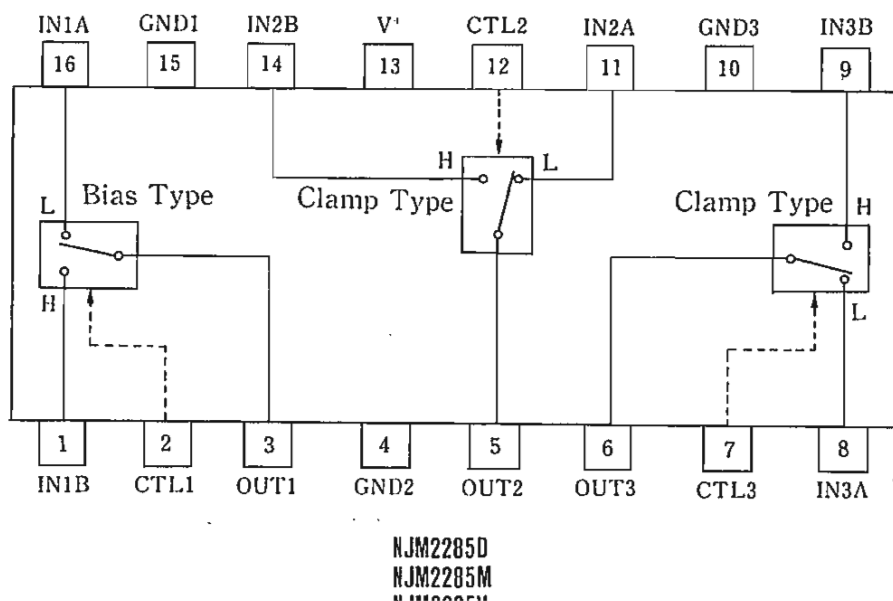 IN1A GND1 IN2B V+ CTL2 IN2A GND3 IN3B
16 15 14 13 12 11 10 9
H L
L Bias Type Clamp Type Clamp Type H
H L
1 2 3 4 5 6 7 8
IN1B CTL1 OUT1 GND2 OUT2 OUT3 CTL3 IN3A
NJM2285D
NJM2285M